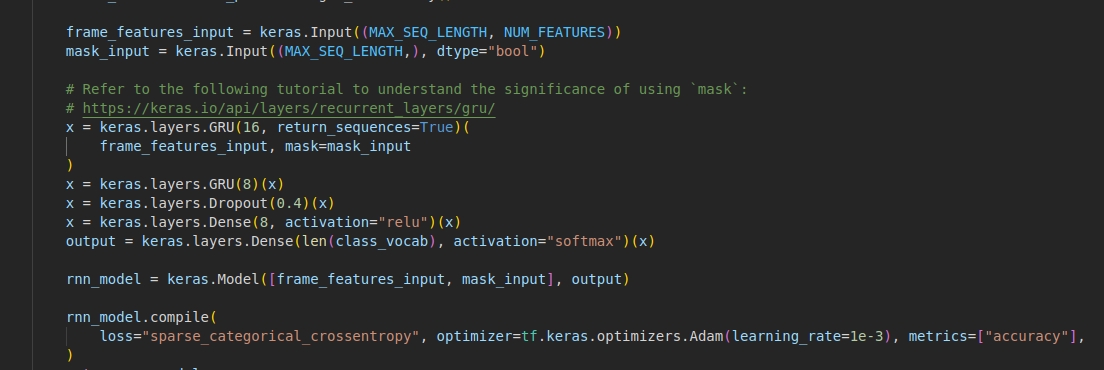 frame_features_input = keras.Input((MAX_SEQ_LENGTH, NUM_FEATURES))
mask_input = keras.Input((MAX_SEQ_LENGTH,), dtype="bool")
# Refer to the following tutorial to understand the significance of using `mask`:
# https://keras.io/api/layers/recurrent_layers/gru/
x = keras.layers.GRU(16, return_sequences=True)(
    frame_features_input, mask=mask_input
)
x = keras.layers.GRU(8)(x)
x = keras.layers.Dropout(0.4)(x)
x = keras.layers.Dense(8, activation="relu")(x)
output = keras.layers.Dense(len(class_vocab), activation="softmax")(x)
rnn_model = keras.Model([frame_features_input, mask_input], output)
rnn_model.compile(
    loss="sparse_categorical_crossentropy", optimizer=tf.keras.optimizers.Adam(learning_rate=1e-3), metrics=["accuracy"],
)